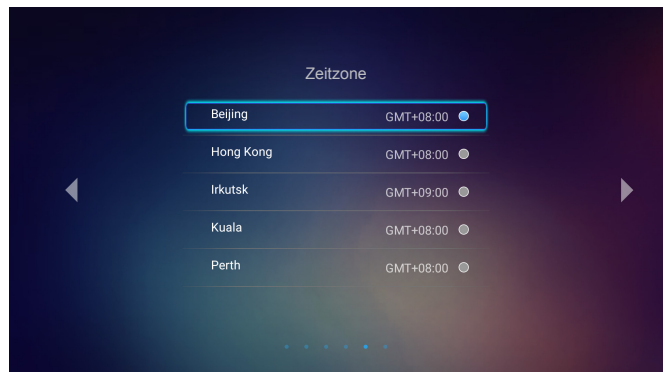 Zeitzone
Beijing GMT+08:00
Hong Kong GMT+08:00
Irkutsk GMT+09:00
Kuala GMT+08:00
Perth GMT+08:00